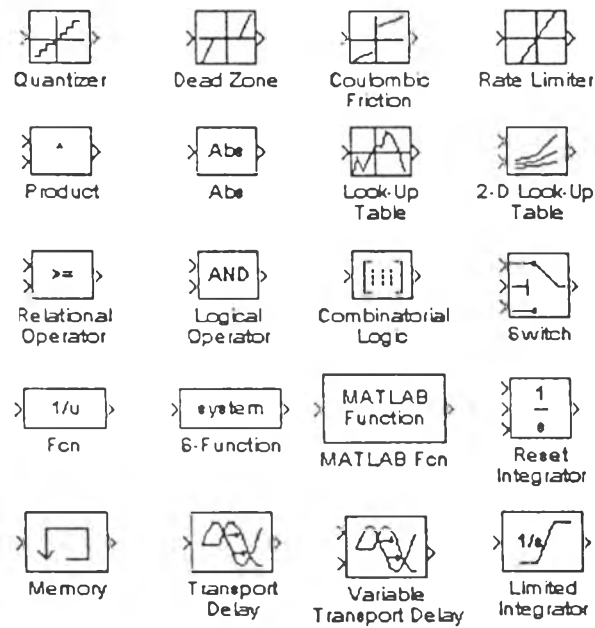 Quantizer Dead Zone Coulombic Friction Rate Limiter
*
Product
Abs
Abs
Look-Up Table
2-D Look-Up Table
>=
Relational Operator
AND
Logical Operator
[¦¦¦]
Combinatorial Logic
Switch
1/u
Fcn
system
S-Function
MATLAB Function
MATLAB Fcn
1
s
Reset Integrator
Memory
Transport Delay
Variable Transport Delay
1/s
Limited Integrator